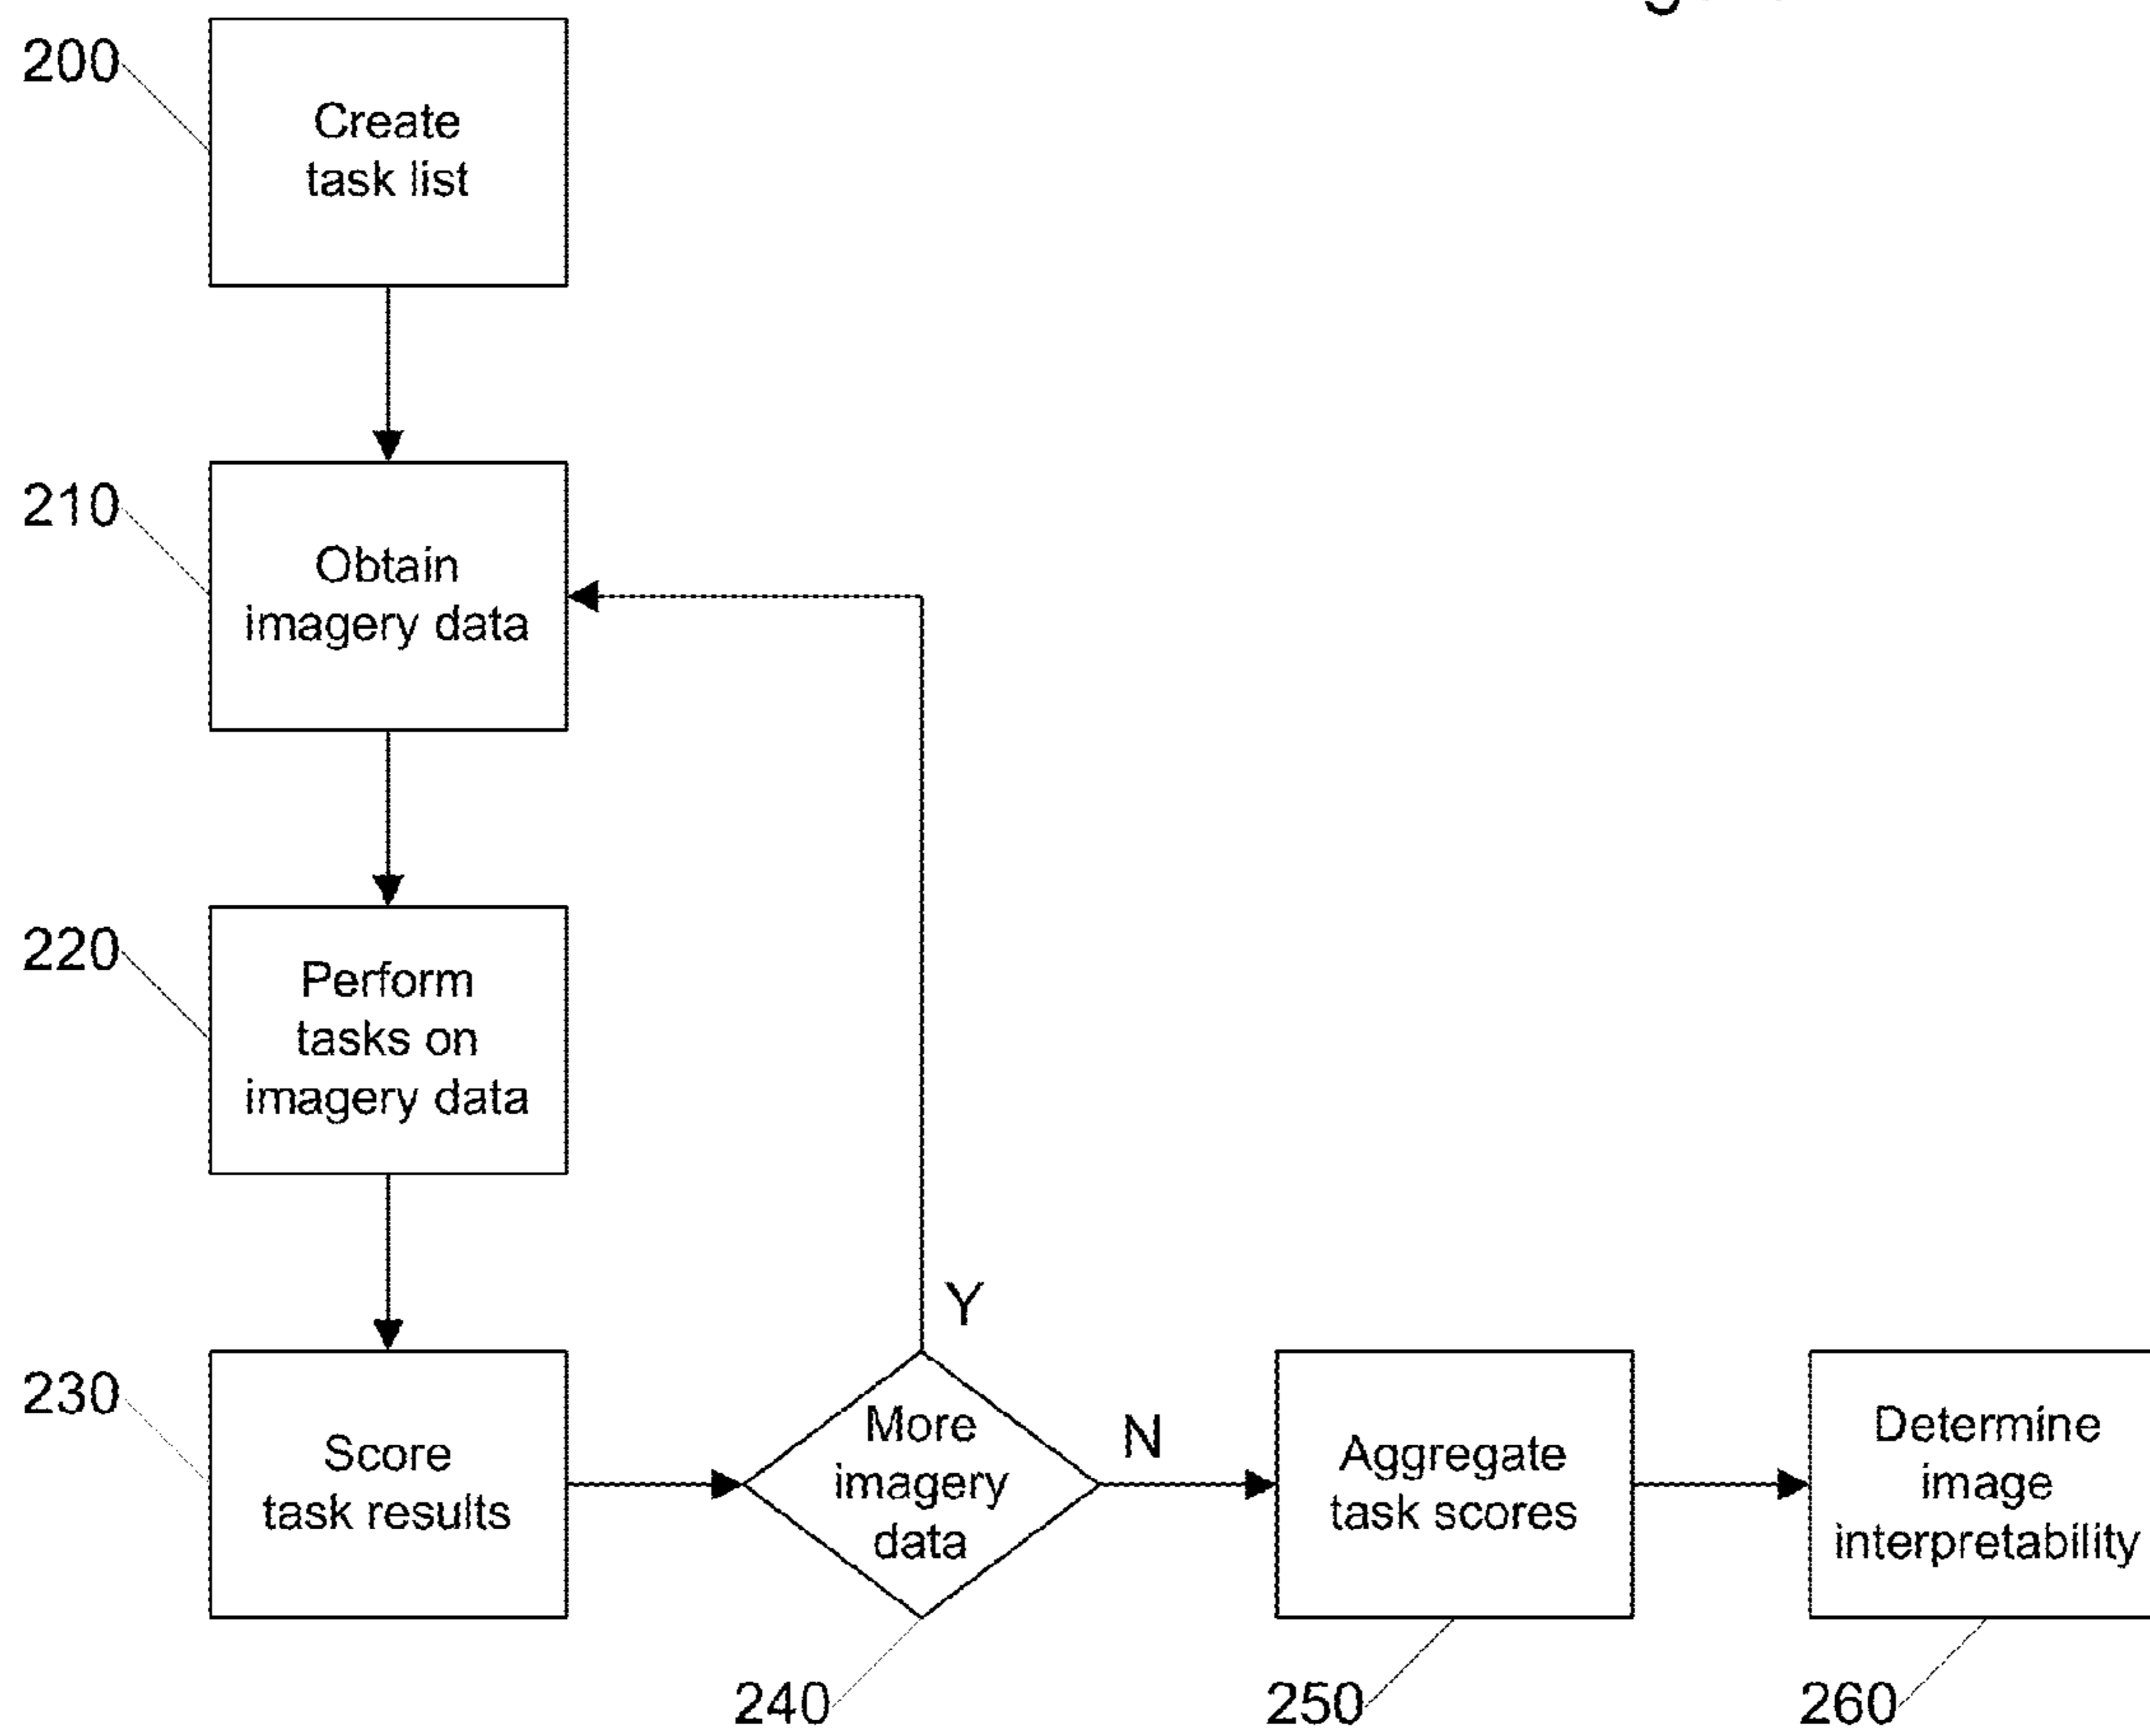 200
Create
task list
210
Obtain
imagery data
220
Perform
tasks on
imagery data
230
Score
task results
Y
More
imagery
data
N
240
Aggregate
task scores
250
Determine
image
interpretability
260